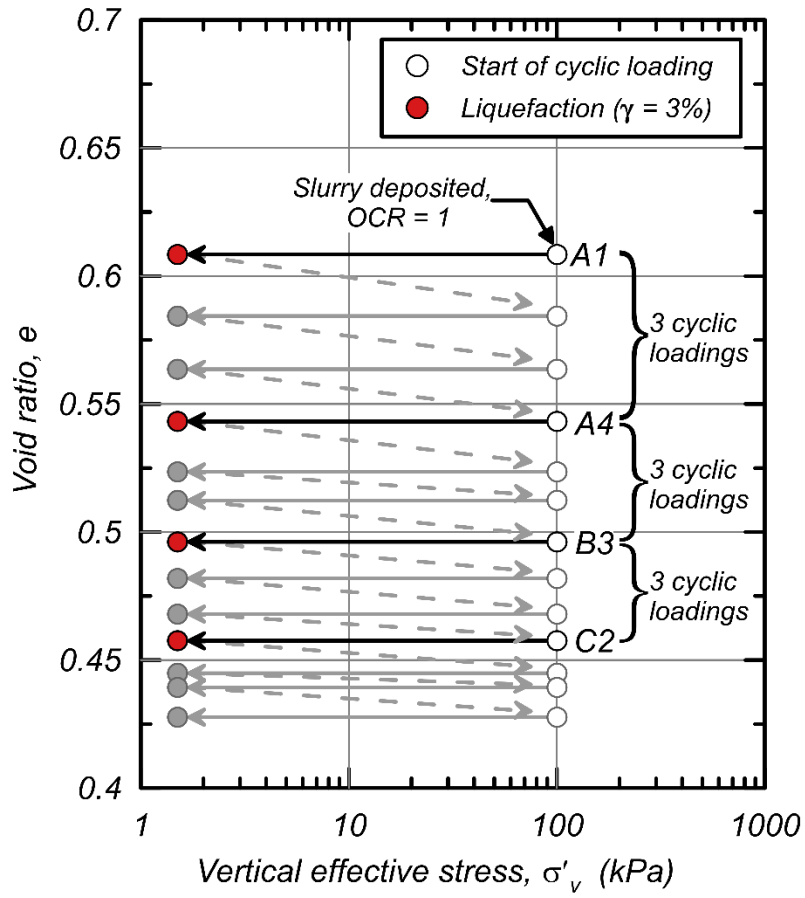 0.7
0.65
0.6
0.55
0.5
0.45
0.4
Void ratio, e
Start of cyclic loading
Liquefaction (γ = 3%)
Slurry deposited,
OCR = 1
A1
3 cyclic
loadings
A4
3 cyclic
loadings
B3
3 cyclic
loadings
C2
1
10
100
1000
Vertical effective stress, σ'v (kPa)